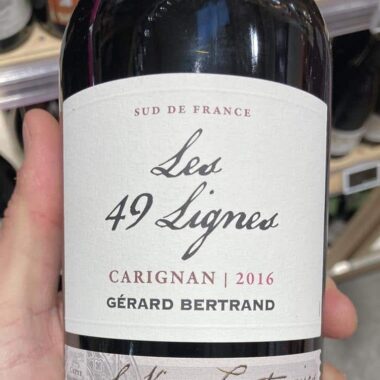 SUD DE FRANCE
Les
49 Lignes
CARIGNAN | 2016
GÉRARD BERTRAND